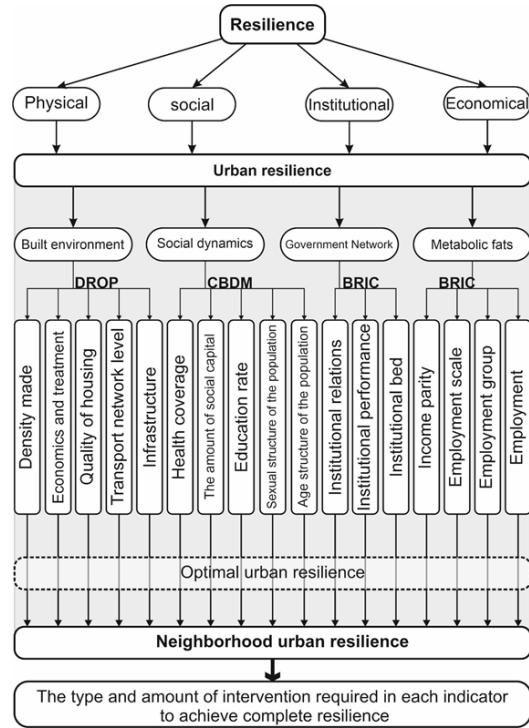 Resilience
Physical
social
Institutional
Economical
Urban resilience
Built environment
Social dynamics
Government Network
Metabolic fats
DROP
CBDM
BRIC
BRIC
Density made
Economics and treatment
Quality of housing
Transport network level
Infrastructure
Health coverage
The amount of social capital
Education rate
Sexual structure of the population
Age structure of the population
Institutional relations
Institutional performance
Institutional bed
Income parity
Employment scale
Employment group
Employment
Optimal urban resilience
Neighborhood urban resilience
The type and amount of intervention required in each indicator
to achieve complete resilience